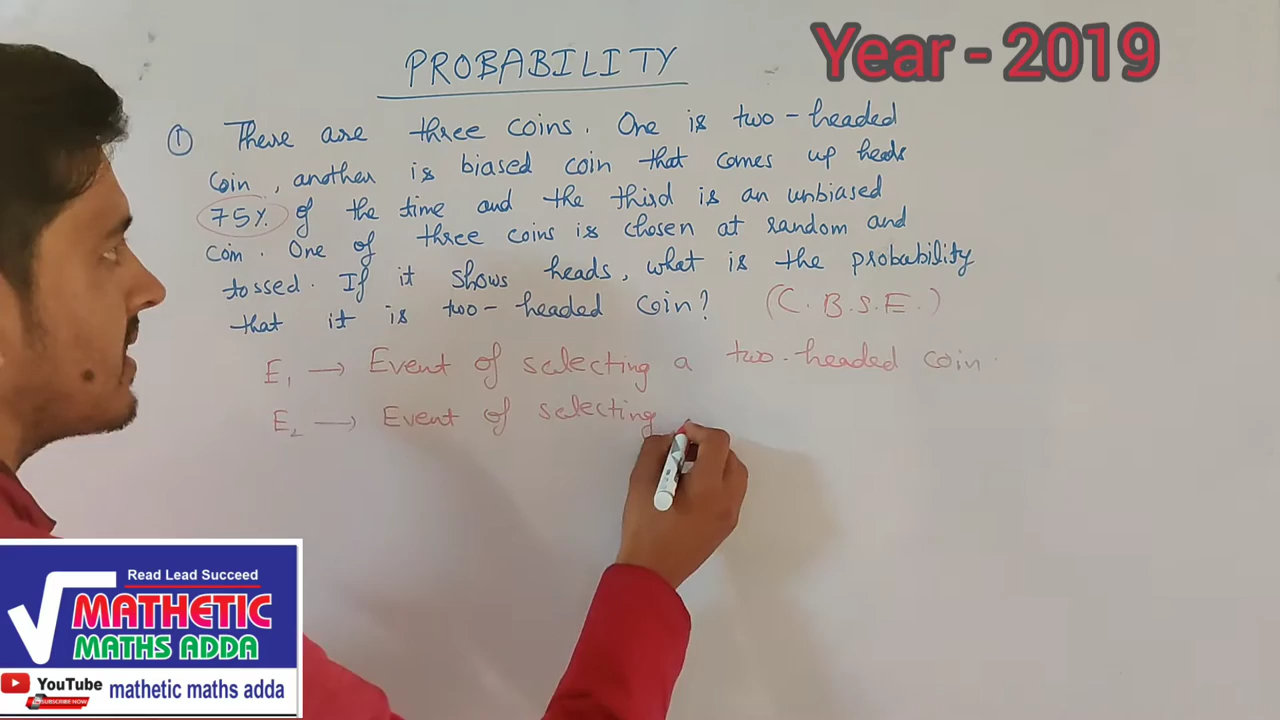 PROBABILITY
Year - 2019
① There are three coins. One is two-headed
coin, another is biased coin that comes up heads
75% of the time and the third is an unbiased
coin. One of three coins is chosen at random and
tossed. If it shows heads, what is the probability
that it is two-headed coin? (C.B.S.E.)
E₁ → Event of selecting a two-headed coin.
E₂ → Event of selecting
Read Lead Succeed
MATHETIC
MATHS ADDA
YouTube mathetic maths adda
SUBSCRIBE NOW